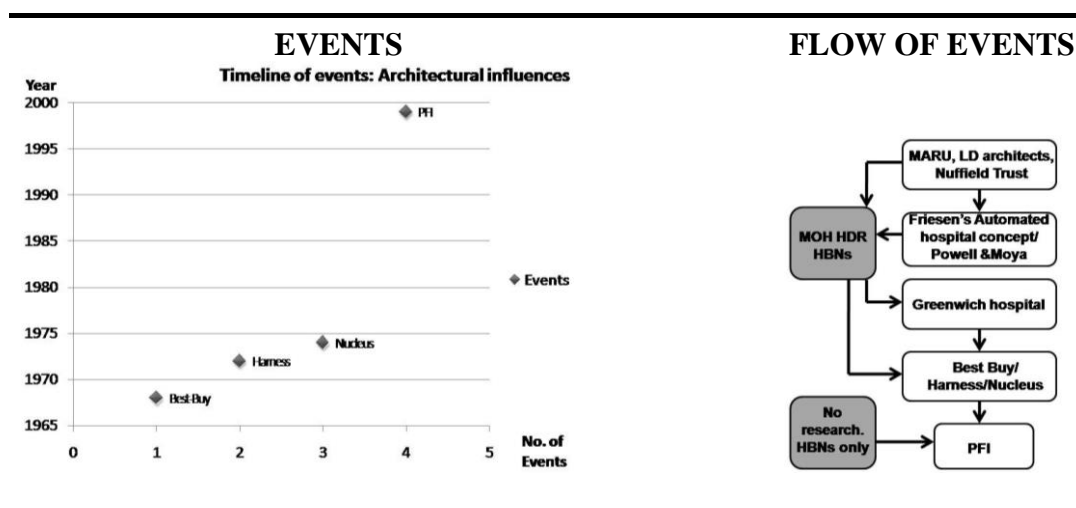 EVENTS
FLOW OF EVENTS
Timeline of events: Architectural influences
Year
2000
1995
1990
1985
1980
1975
1970
1965
PFI
Nucleus
Harness
Best-Buy
Events
0 1 2 3 4 5
No. of
Events
MARU, LD architects,
Nuffield Trust
Friesen's Automated
hospital concept/
Powell &Moya
MOH HDR
HBNs
Greenwich hospital
Best Buy/
Harness/Nucleus
No
research.
HBNs only
PFI